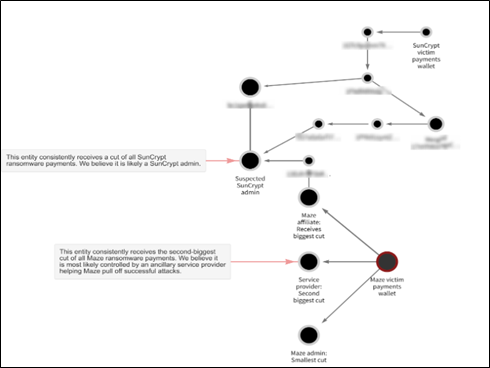 SunCrypt
victim
payments
wallet
This entity consistently receives a cut of all SunCrypt
ransomware payments. We believe it is likely a SunCrypt admin.
Suspected
SunCrypt
admin
Maze
affiliate:
Receives
biggest cut
This entity consistently receives the second-biggest
cut of all Maze ransomware payments. We believe it
is most likely controlled by an ancillary service provider
helping Maze pull off successful attacks.
Service
provider:
Second
biggest cut
Maze victim
payments
wallet
Maze admin:
Smallest cut